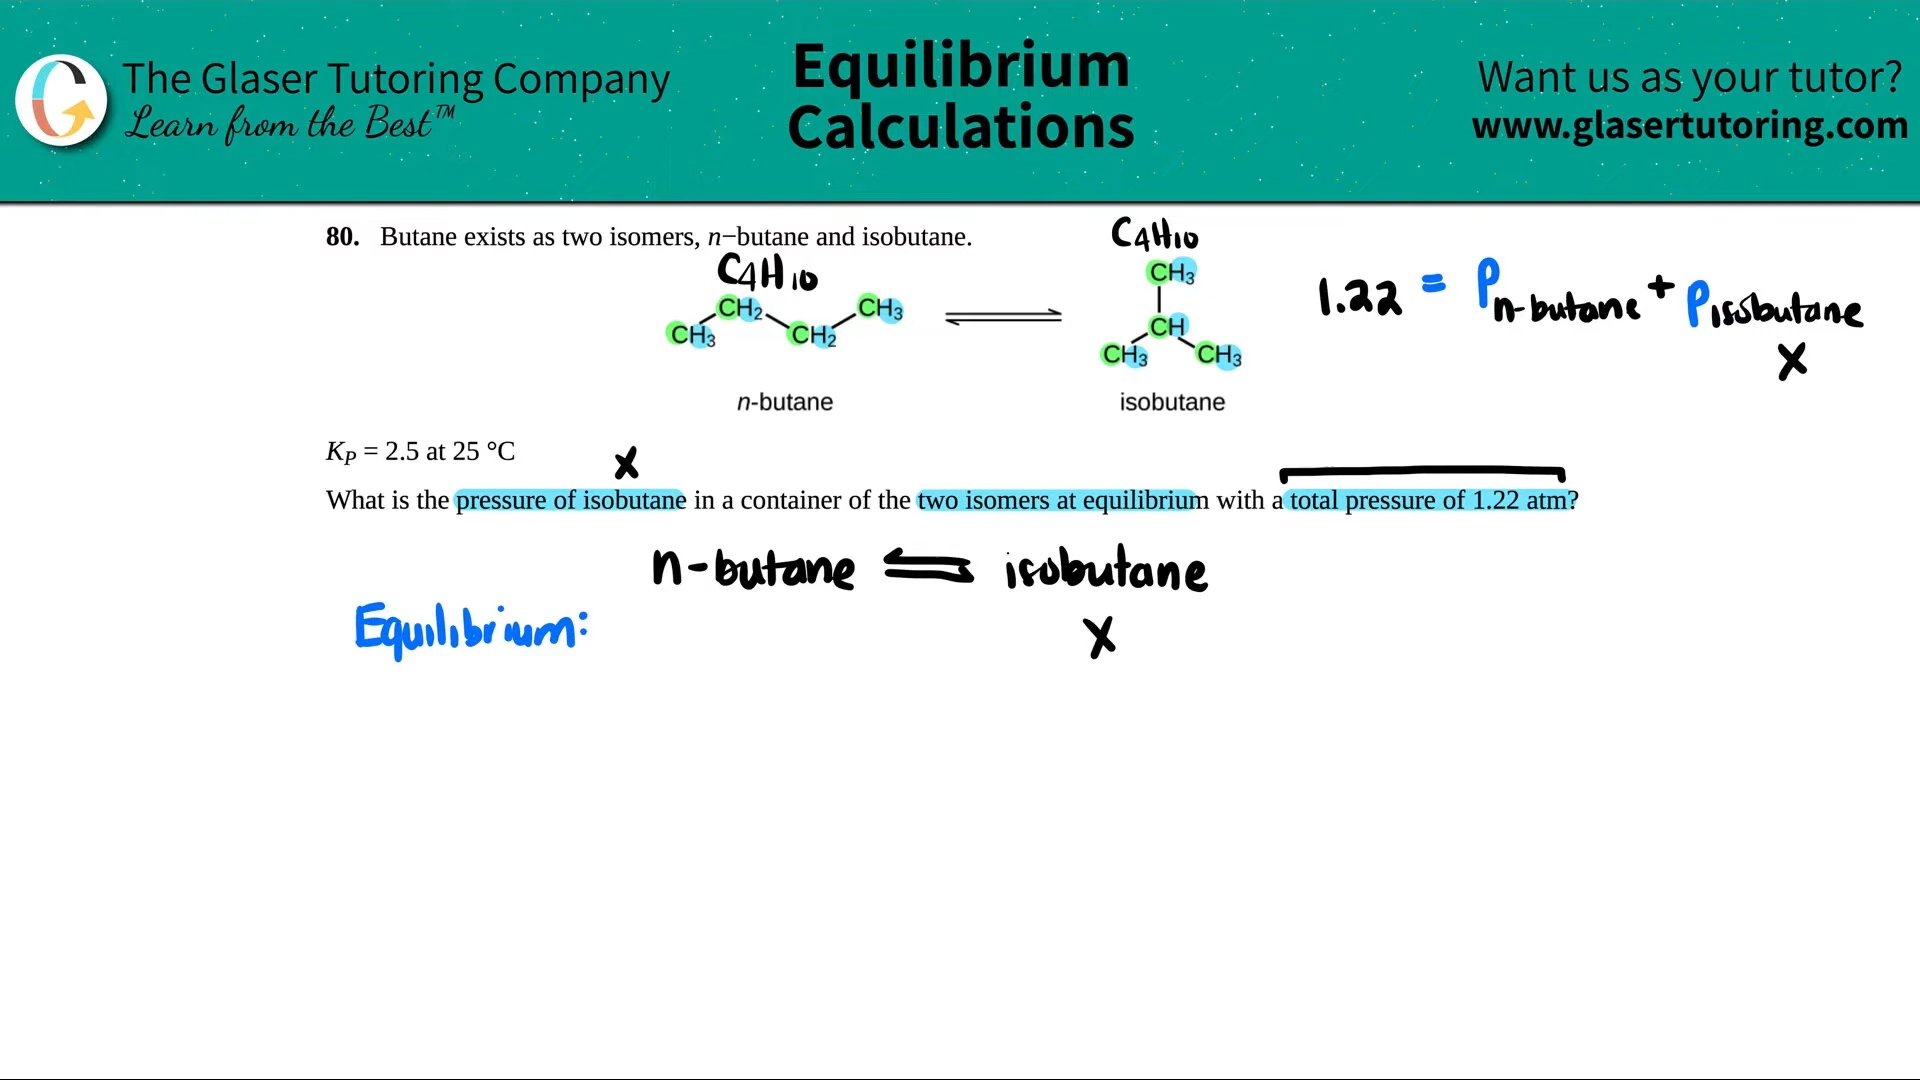 The Glaser Tutoring Company
Learn from the Best™
Equilibrium
Calculations
Want us as your tutor?
www.glasertutoring.com
80. Butane exists as two isomers, n−butane and isobutane.
C4H10
CH2 CH3
CH3 CH2
n-butane
C4H10
CH3
CH
CH3 CH3
isobutane
1.22 = Pn-butane + Pisobutane
X
KP = 2.5 at 25 °C
X
What is the pressure of isobutane in a container of the two isomers at equilibrium with a total pressure of 1.22 atm?
n-butane ⇌ isobutane
Equilibrium: X